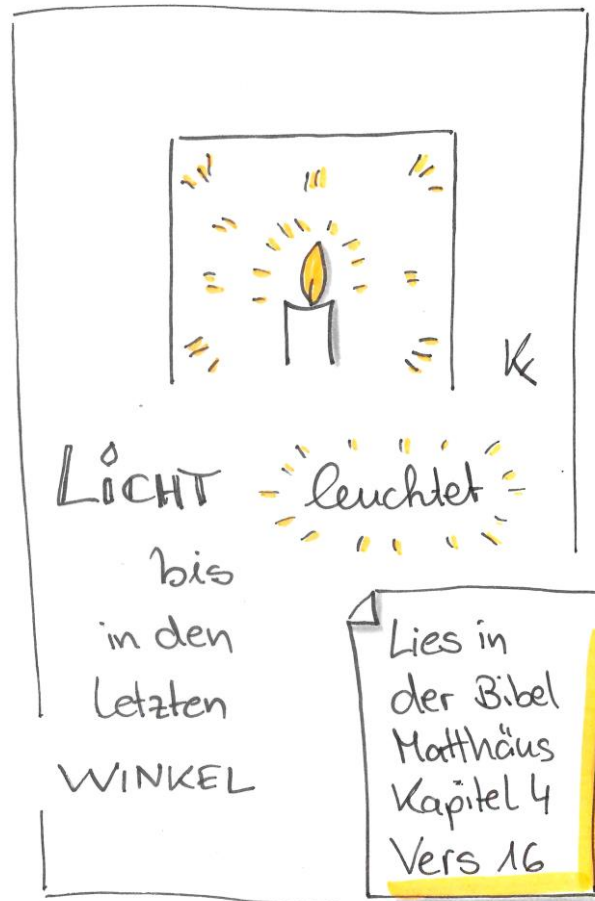 K
LiCHT leuchtet
bis
in den
letzten
WINKEL
Lies in
der Bibel
Matthäus
Kapitel 4
Vers 16